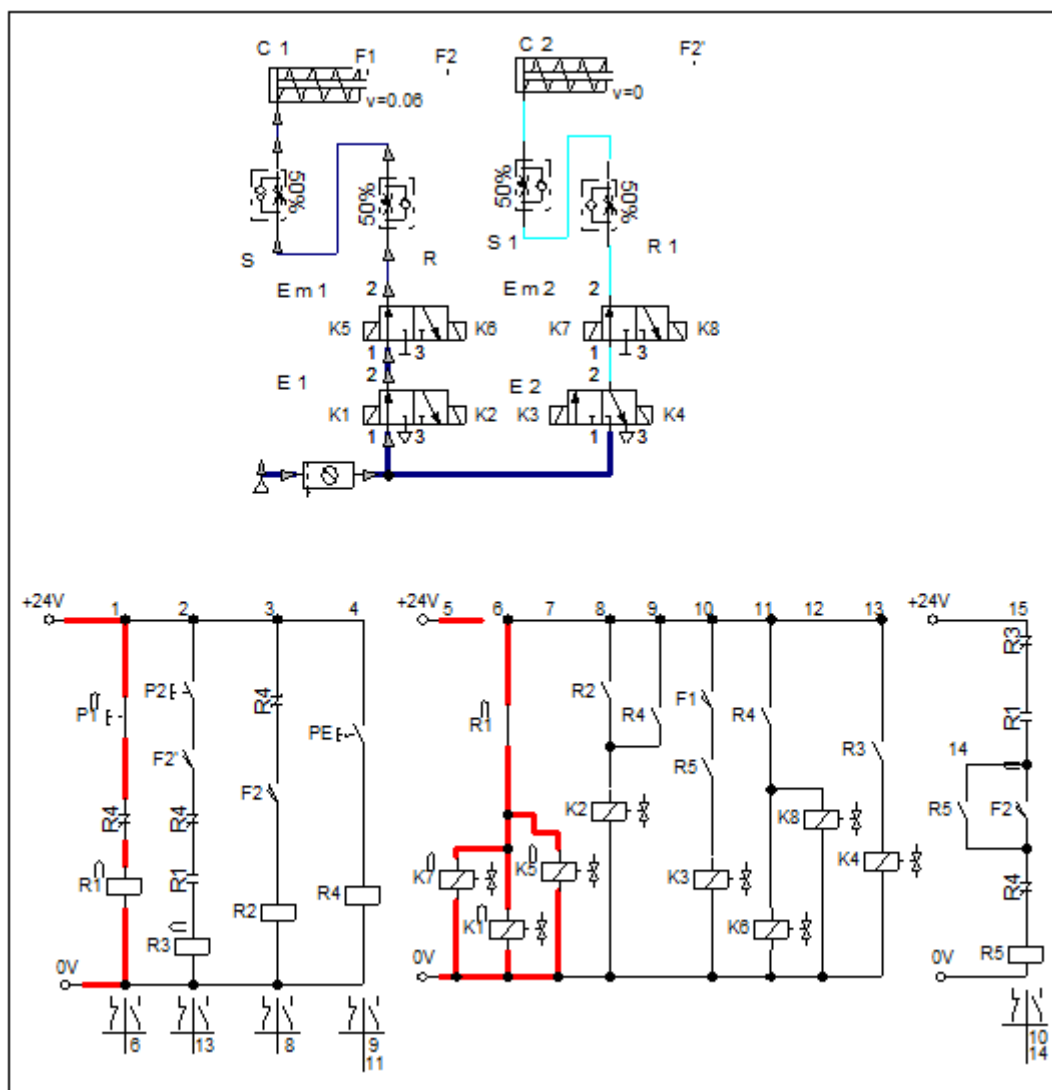 C 1 F1 F2 C 2 F2'
v=0.06 v=0
50% 50% 50% 50%
S R S 1 R 1
E m 1 2 E m 2 2
K5 K6 K7 K8
1 3 1 3
E 1 2 E 2 2
K1 K2 K3 K4
1 3 1 3
+24V 1 2 3 4 +24V 5 6 7 8 9 10 11 12 13 +24V 15
R3
P1 P2 R4 PE R1 R2 R4 F1 R4 R3 R1
F2' F2 R5 14 R5 F2
R4 R4 K2 K8
R1 R1 R2 R4 K7 K5 K3 K4 R4
R3 K1 K6 R5
0V 0V 0V
6 13 8 9 10
11 14